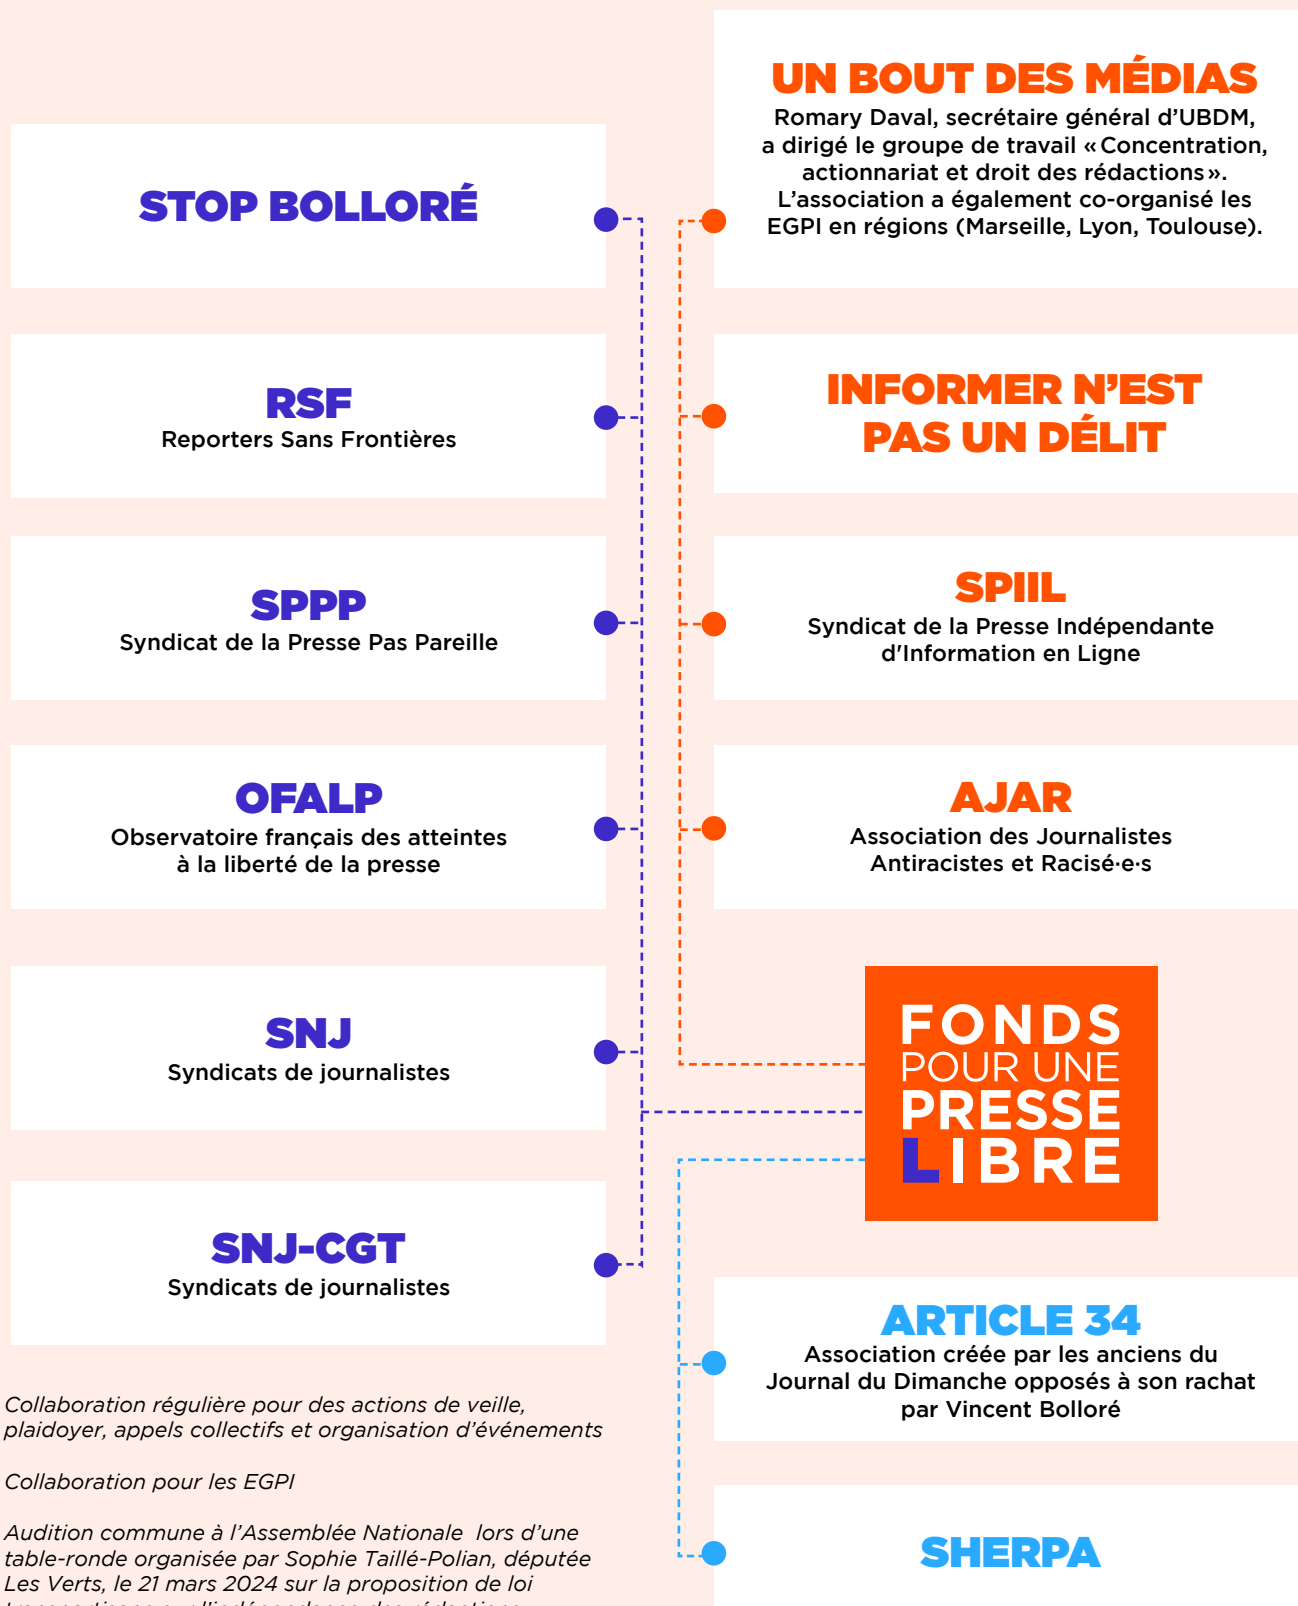 STOP BOLLORÉ
RSF
Reporters Sans Frontières
SPPP
Syndicat de la Presse Pas Pareille
OFALP
Observatoire français des atteintes
à la liberté de la presse
SNJ
Syndicats de journalistes
SNJ-CGT
Syndicats de journalistes
UN BOUT DES MÉDIAS
Romary Daval, secrétaire général d’UBDM,
a dirigé le groupe de travail « Concentration,
actionnariat et droit des rédactions ».
L’association a également co-organisé les
EGPI en régions (Marseille, Lyon, Toulouse).
INFORMER N’EST
PAS UN DÉLIT
SPIIL
Syndicat de la Presse Indépendante
d'Information en Ligne
AJAR
Association des Journalistes
Antiracistes et Racisé·e·s
FONDS
POUR UNE
PRESSE
LIBRE
ARTICLE 34
Association créée par les anciens du
Journal du Dimanche opposés à son rachat
par Vincent Bolloré
SHERPA
Collaboration régulière pour des actions de veille,
plaidoyer, appels collectifs et organisation d’événements
Collaboration pour les EGPI
Audition commune à l’Assemblée Nationale lors d’une
table-ronde organisée par Sophie Taillé-Polian, députée
Les Verts, le 21 mars 2024 sur la proposition de loi